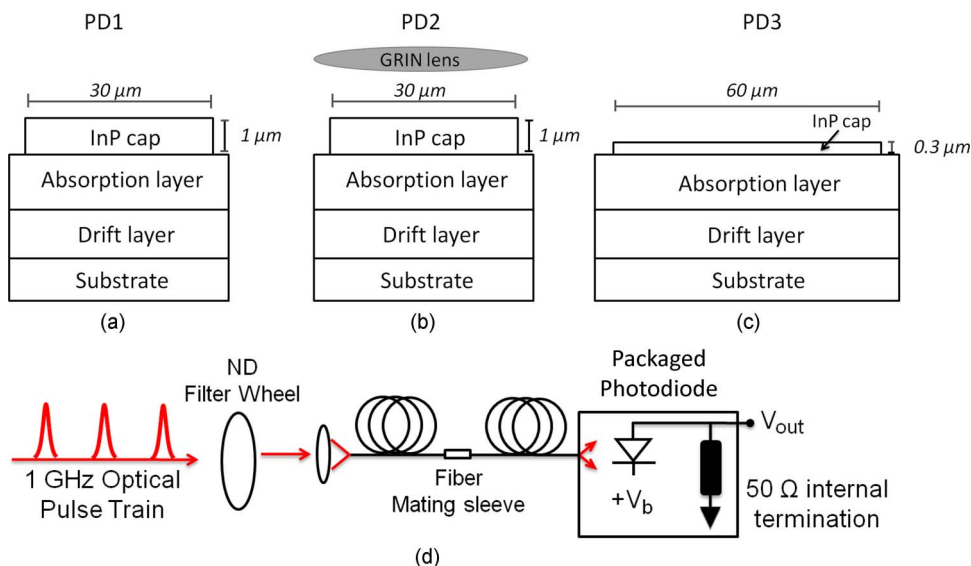 PD1
PD2
PD3
GRIN lens
30 μm
30 μm
60 μm
InP cap
1 μm
InP cap
1 μm
InP cap
0.3 μm
Absorption layer
Absorption layer
Absorption layer
Drift layer
Drift layer
Drift layer
Substrate
Substrate
Substrate
(a)
(b)
(c)
ND
Filter Wheel
Packaged
Photodiode
1 GHz Optical
Pulse Train
Fiber
Mating sleeve
+Vb
Vout
50 Ω internal
termination
(d)